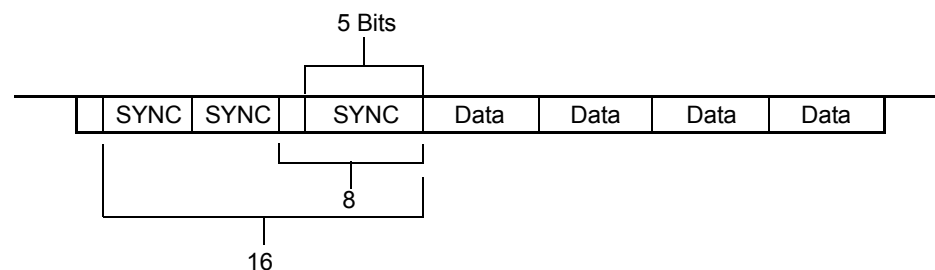 5 Bits
SYNC SYNC SYNC Data Data Data Data
8
16